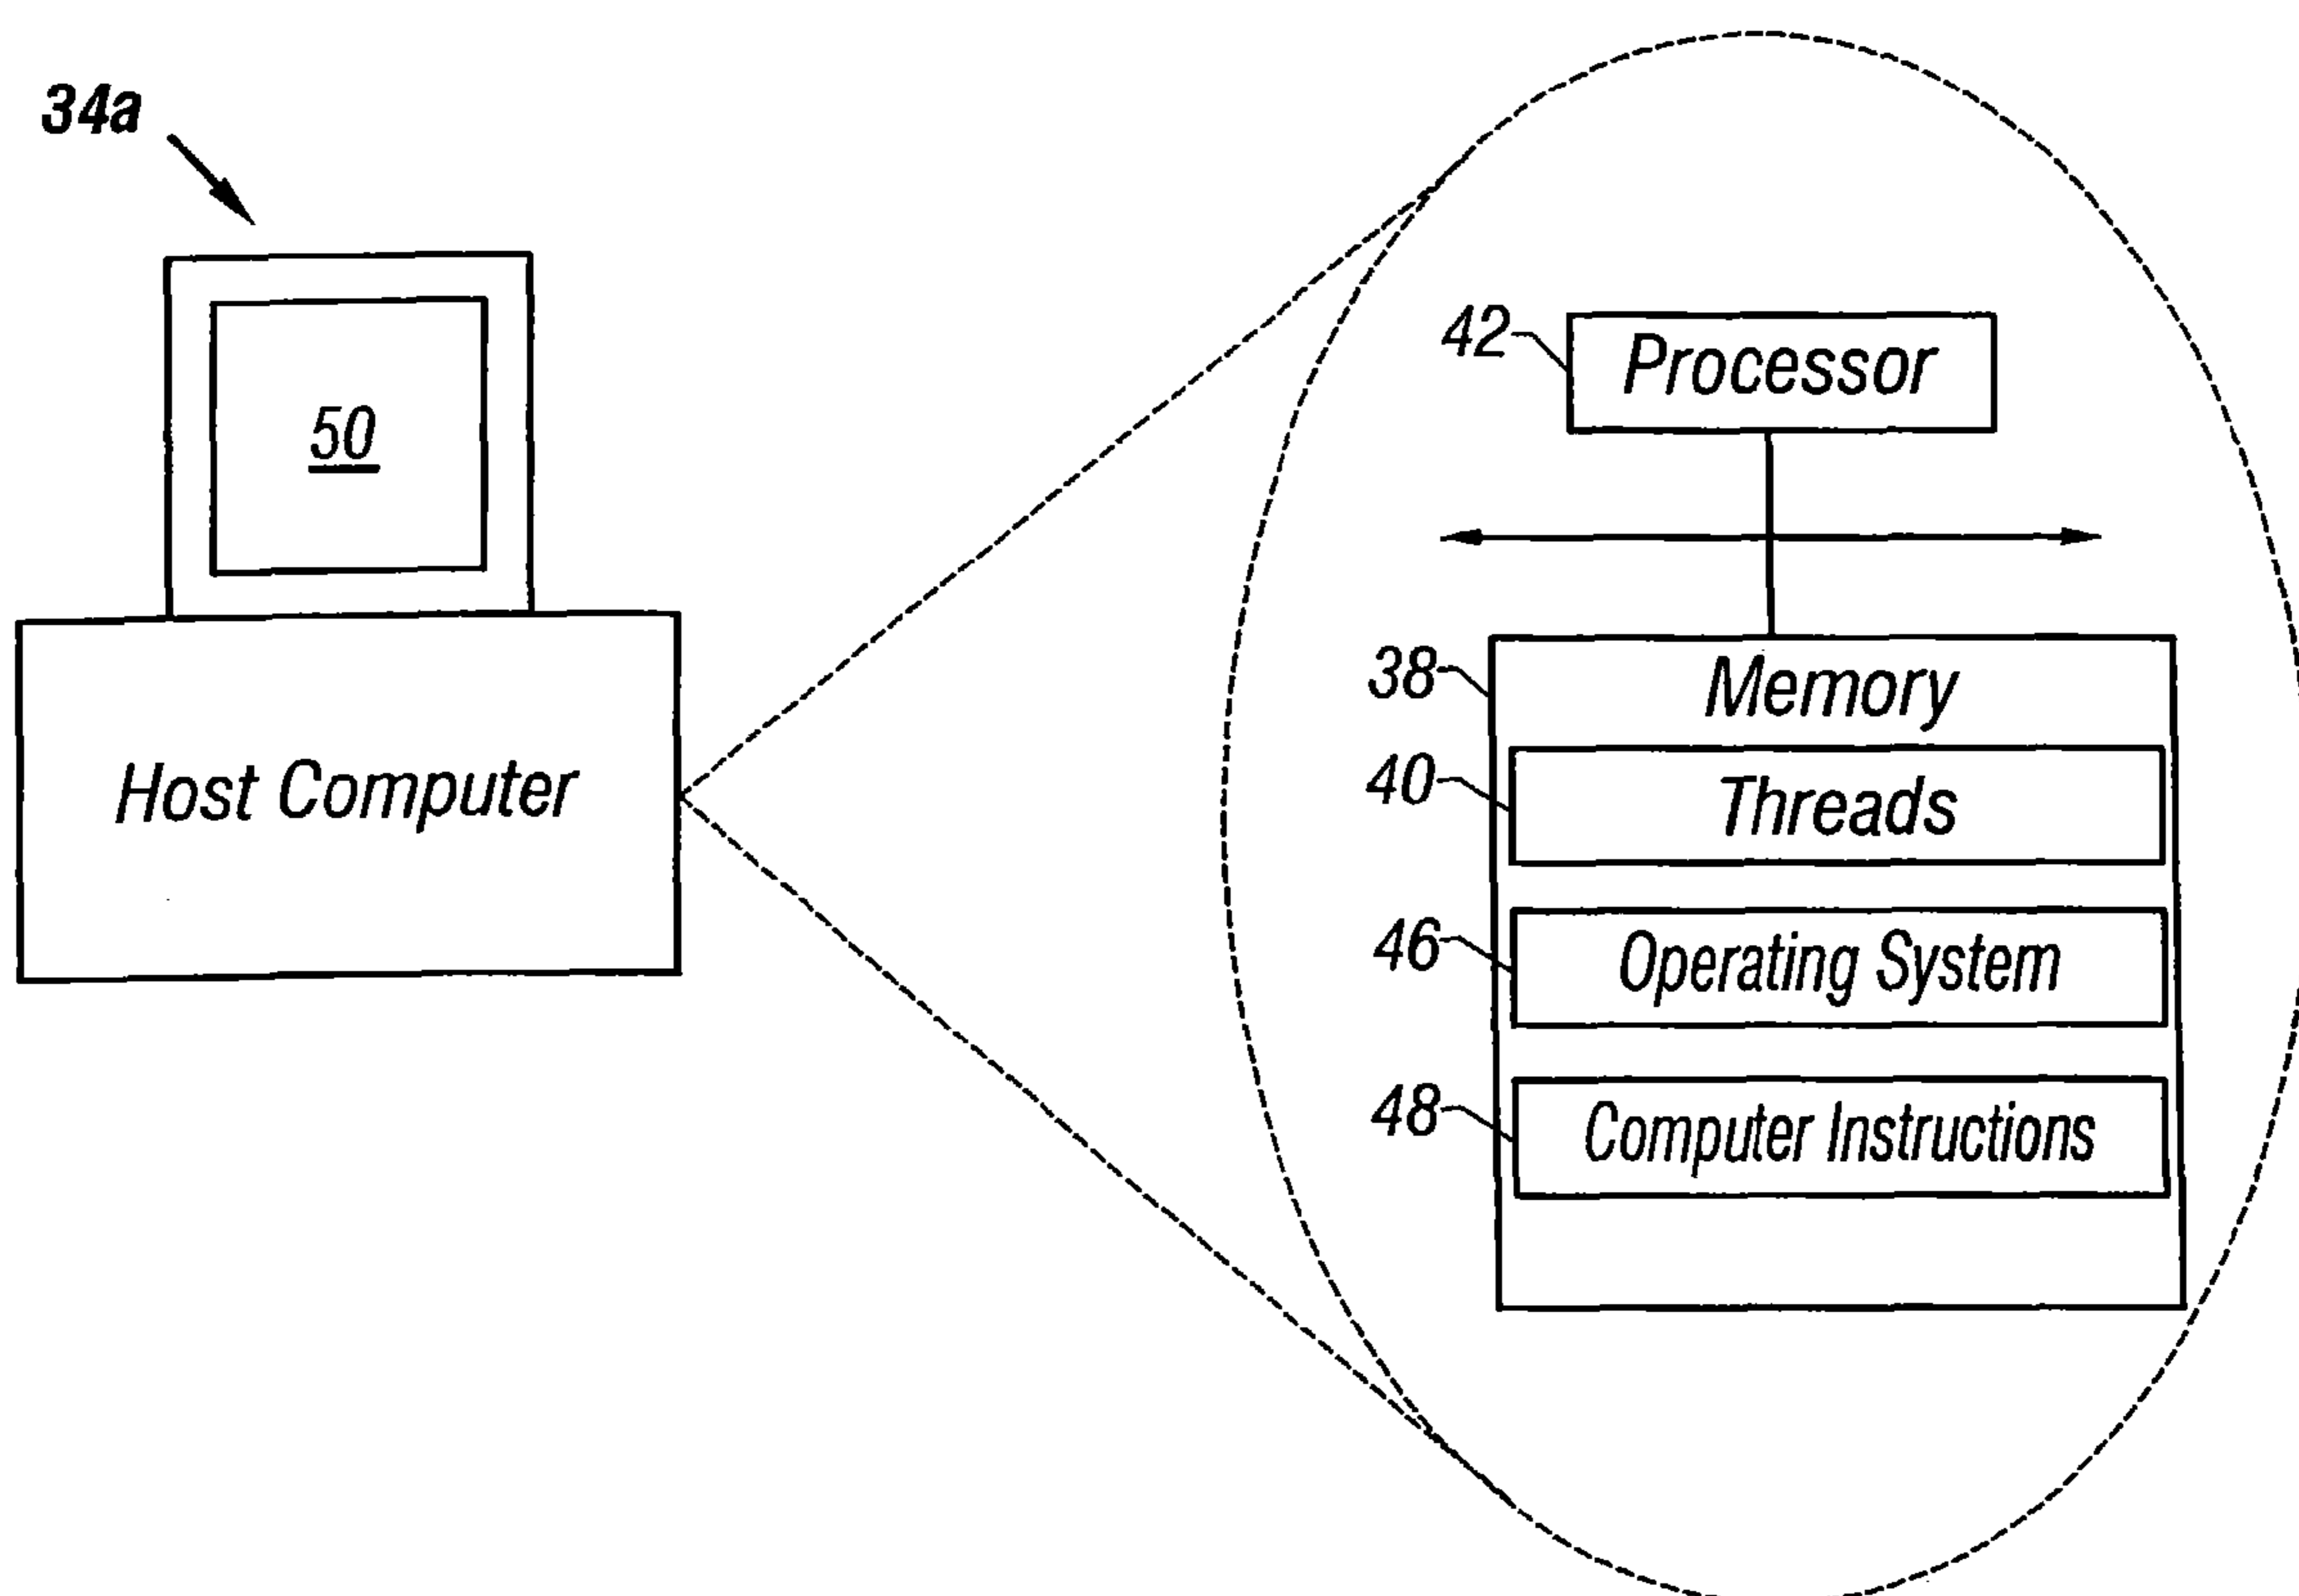 34a
50
Host Computer
42
Processor
38
Memory
40
Threads
46
Operating System
48
Computer Instructions